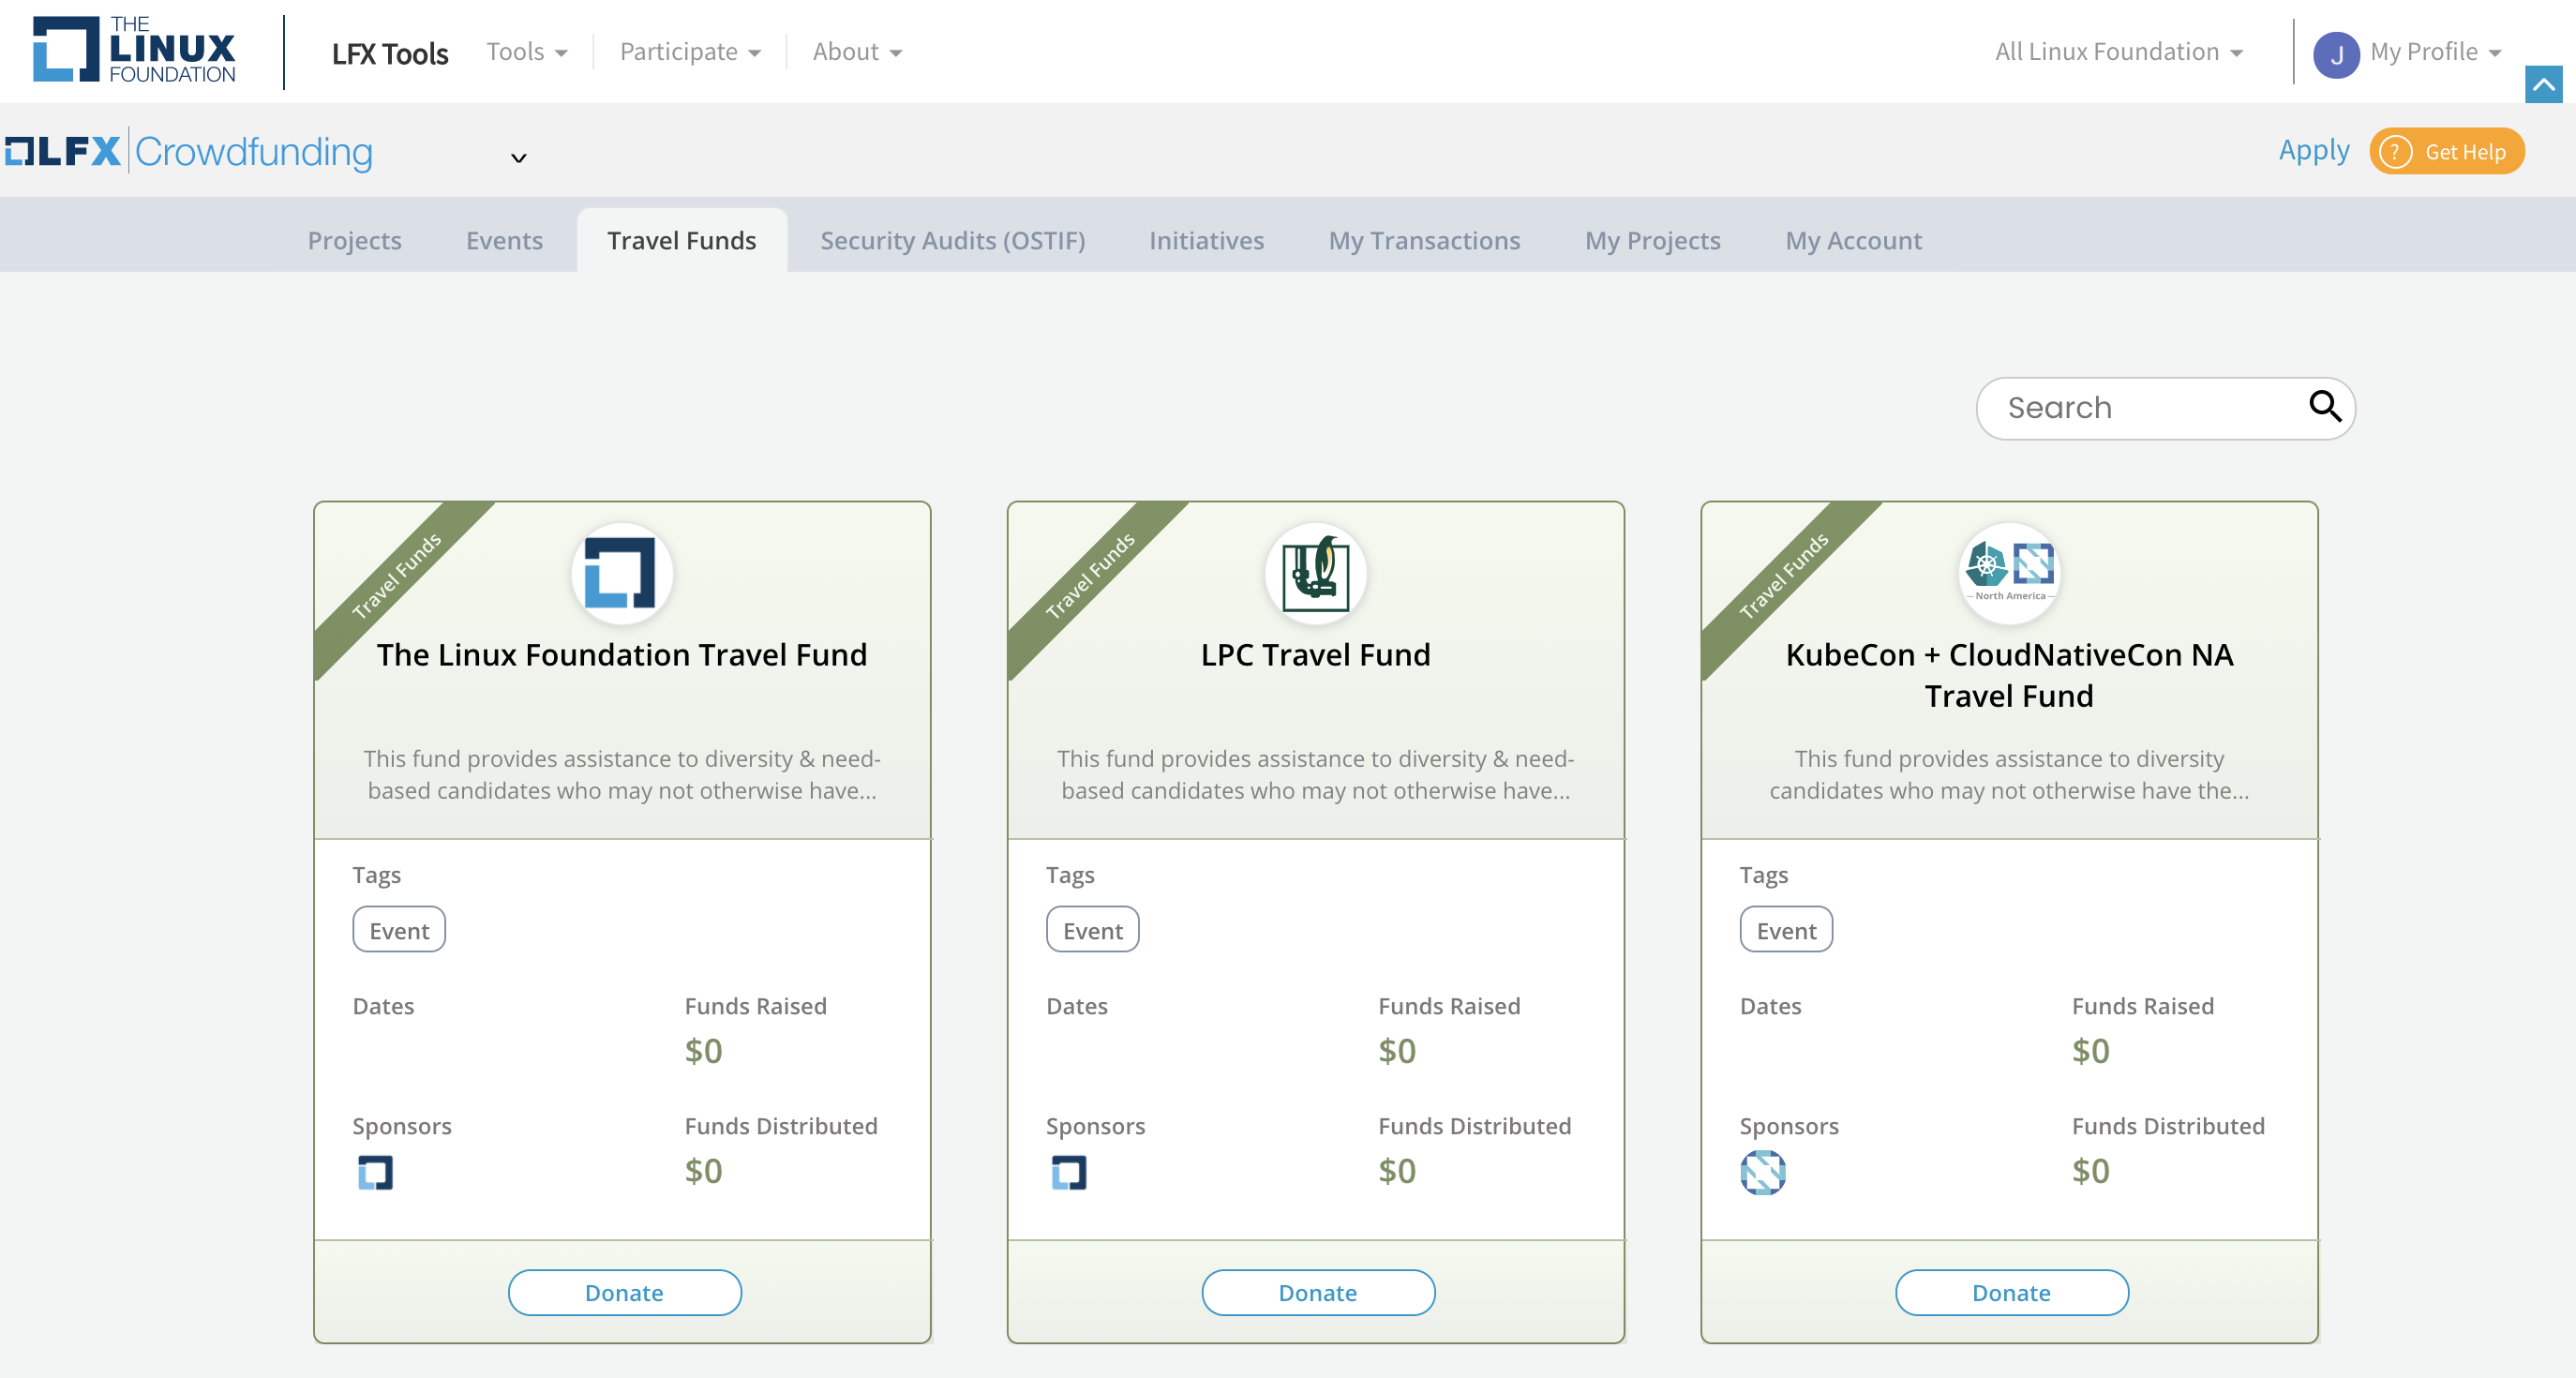 THE
LINUX
FOUNDATION
LFX Tools
Tools
Participate
About
All Linux Foundation
J
My Profile
LFX
Crowdfunding
Apply
? Get Help
Projects
Events
Travel Funds
Security Audits (OSTIF)
Initiatives
My Transactions
My Projects
My Account
Search
Travel Funds
The Linux Foundation Travel Fund
This fund provides assistance to diversity & need-
based candidates who may not otherwise have...
Tags
Event
Dates
Funds Raised
$0
Sponsors
Funds Distributed
$0
Donate
Travel Funds
LPC Travel Fund
This fund provides assistance to diversity & need-
based candidates who may not otherwise have...
Tags
Event
Dates
Funds Raised
$0
Sponsors
Funds Distributed
$0
Donate
Travel Funds
North America
KubeCon + CloudNativeCon NA
Travel Fund
This fund provides assistance to diversity
candidates who may not otherwise have the...
Tags
Event
Dates
Funds Raised
$0
Sponsors
Funds Distributed
$0
Donate